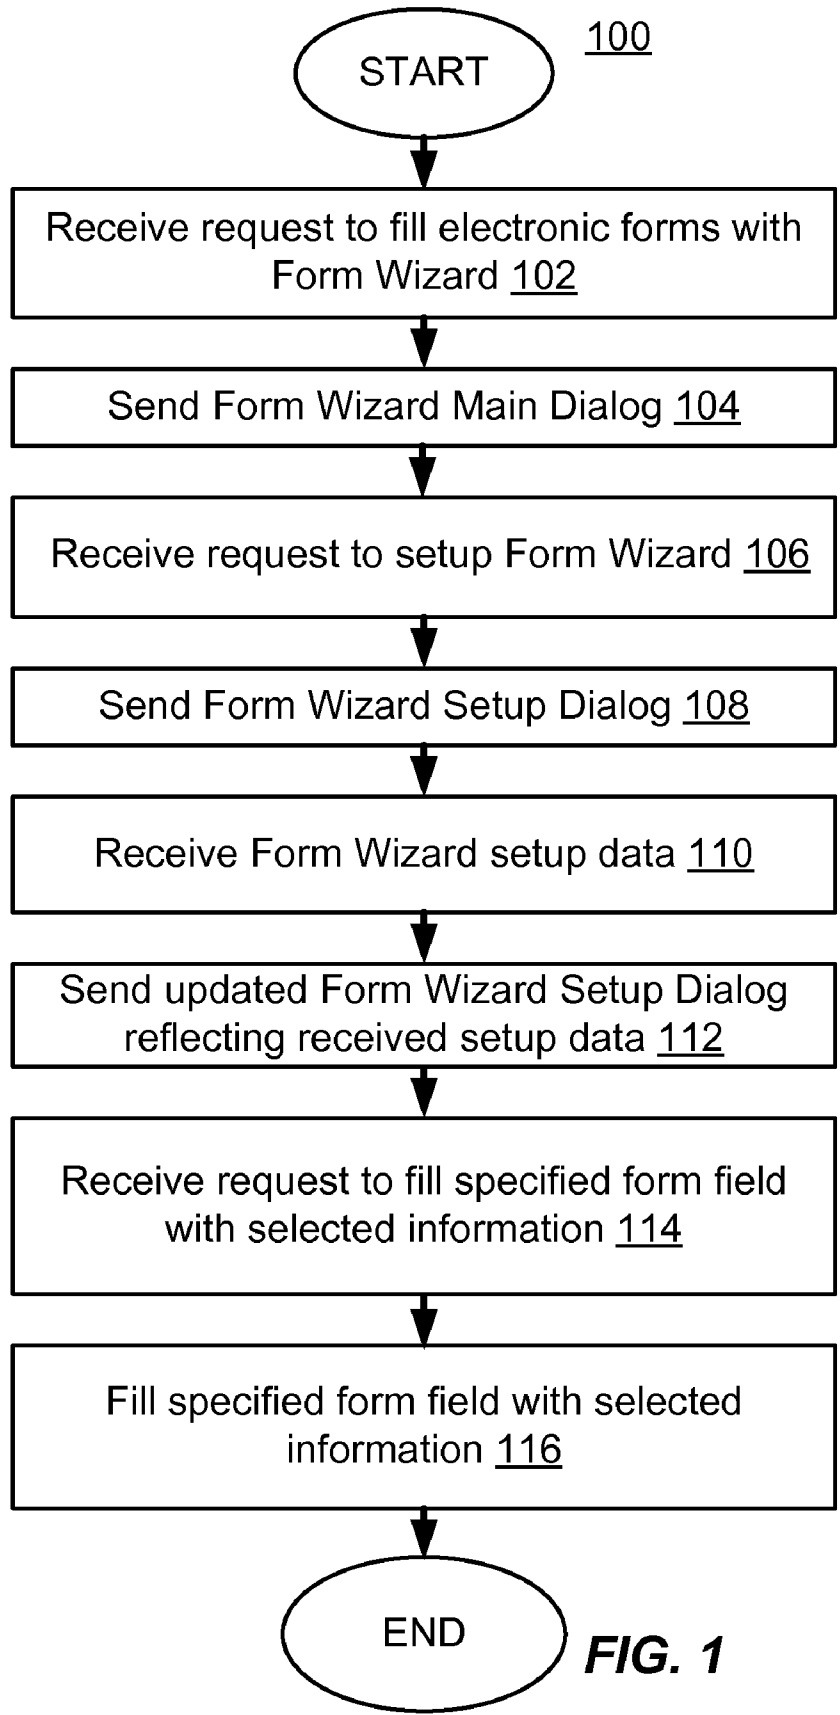 START
100
Receive request to fill electronic forms with
Form Wizard 102
Send Form Wizard Main Dialog 104
Receive request to setup Form Wizard 106
Send Form Wizard Setup Dialog 108
Receive Form Wizard setup data 110
Send updated Form Wizard Setup Dialog
reflecting received setup data 112
Receive request to fill specified form field
with selected information 114
Fill specified form field with selected
information 116
END
FIG. 1